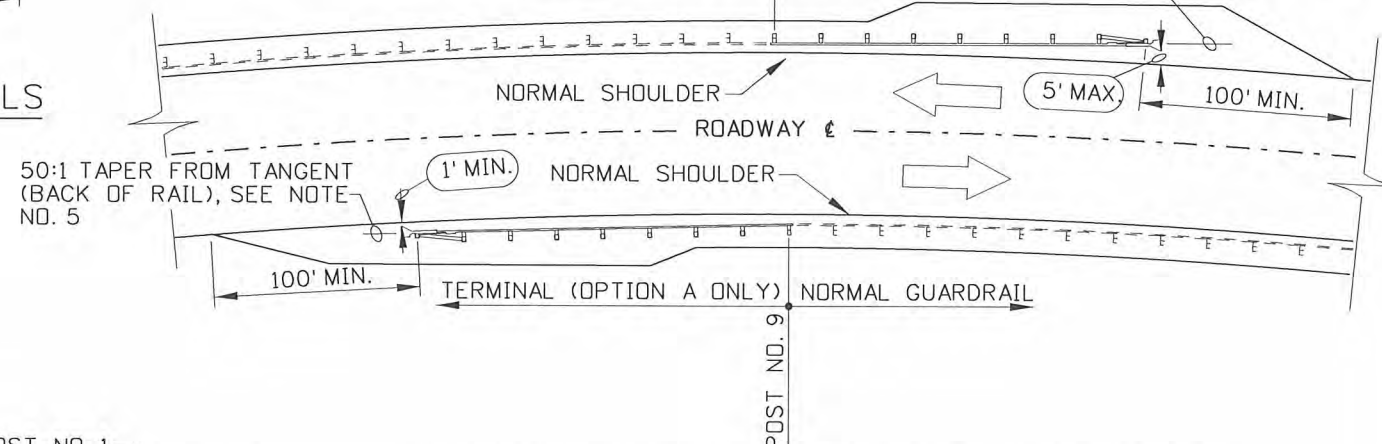 NORMAL SHOULDER
5' MAX.
100' MIN.
LS
ROADWAY ℄
50:1 TAPER FROM TANGENT
(BACK OF RAIL), SEE NOTE
NO. 5
1' MIN.
NORMAL SHOULDER
100' MIN.
TERMINAL (OPTION A ONLY)
NORMAL GUARDRAIL
POST NO. 9
OST NO. 1